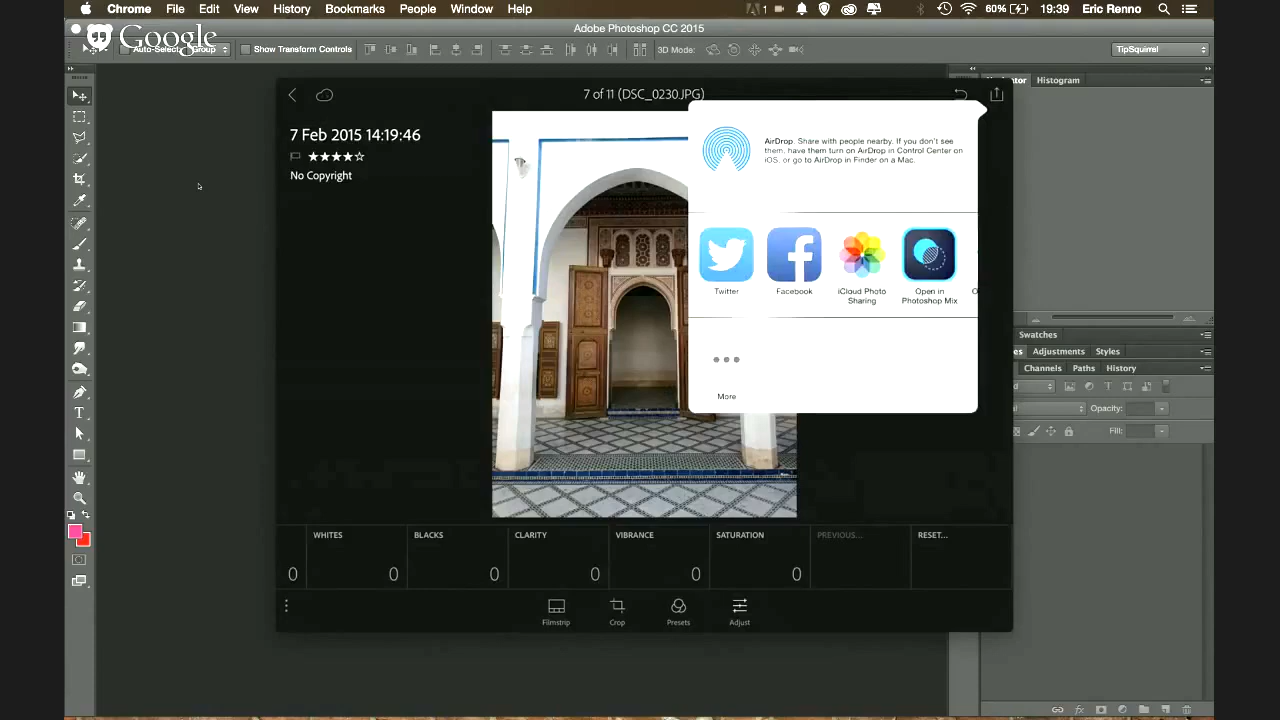 Chrome File Edit View History Bookmarks People Window Help
1 60% 19:39 Eric Renno
Adobe Photoshop CC 2015
Google
Auto-Select: Group Show Transform Controls 3D Mode: TipSquirrel
Histogram
7 of 11 (DSC_0230.JPG)
7 Feb 2015 14:19:46
No Copyright
AirDrop. Share with people nearby. If you don't see
them, have them turn on AirDrop in Control Center on
iOS, or go to AirDrop in Finder on a Mac.
Twitter
Facebook
iCloud Photo
Sharing
Open in
Photoshop Mix
More
Swatches
Adjustments Styles
Channels Paths History
Opacity:
Fill:
WHITES
0
BLACKS
0
CLARITY
0
VIBRANCE
0
SATURATION
0
PREVIOUS...
RESET...
0
Filmstrip
Crop
Presets
Adjust